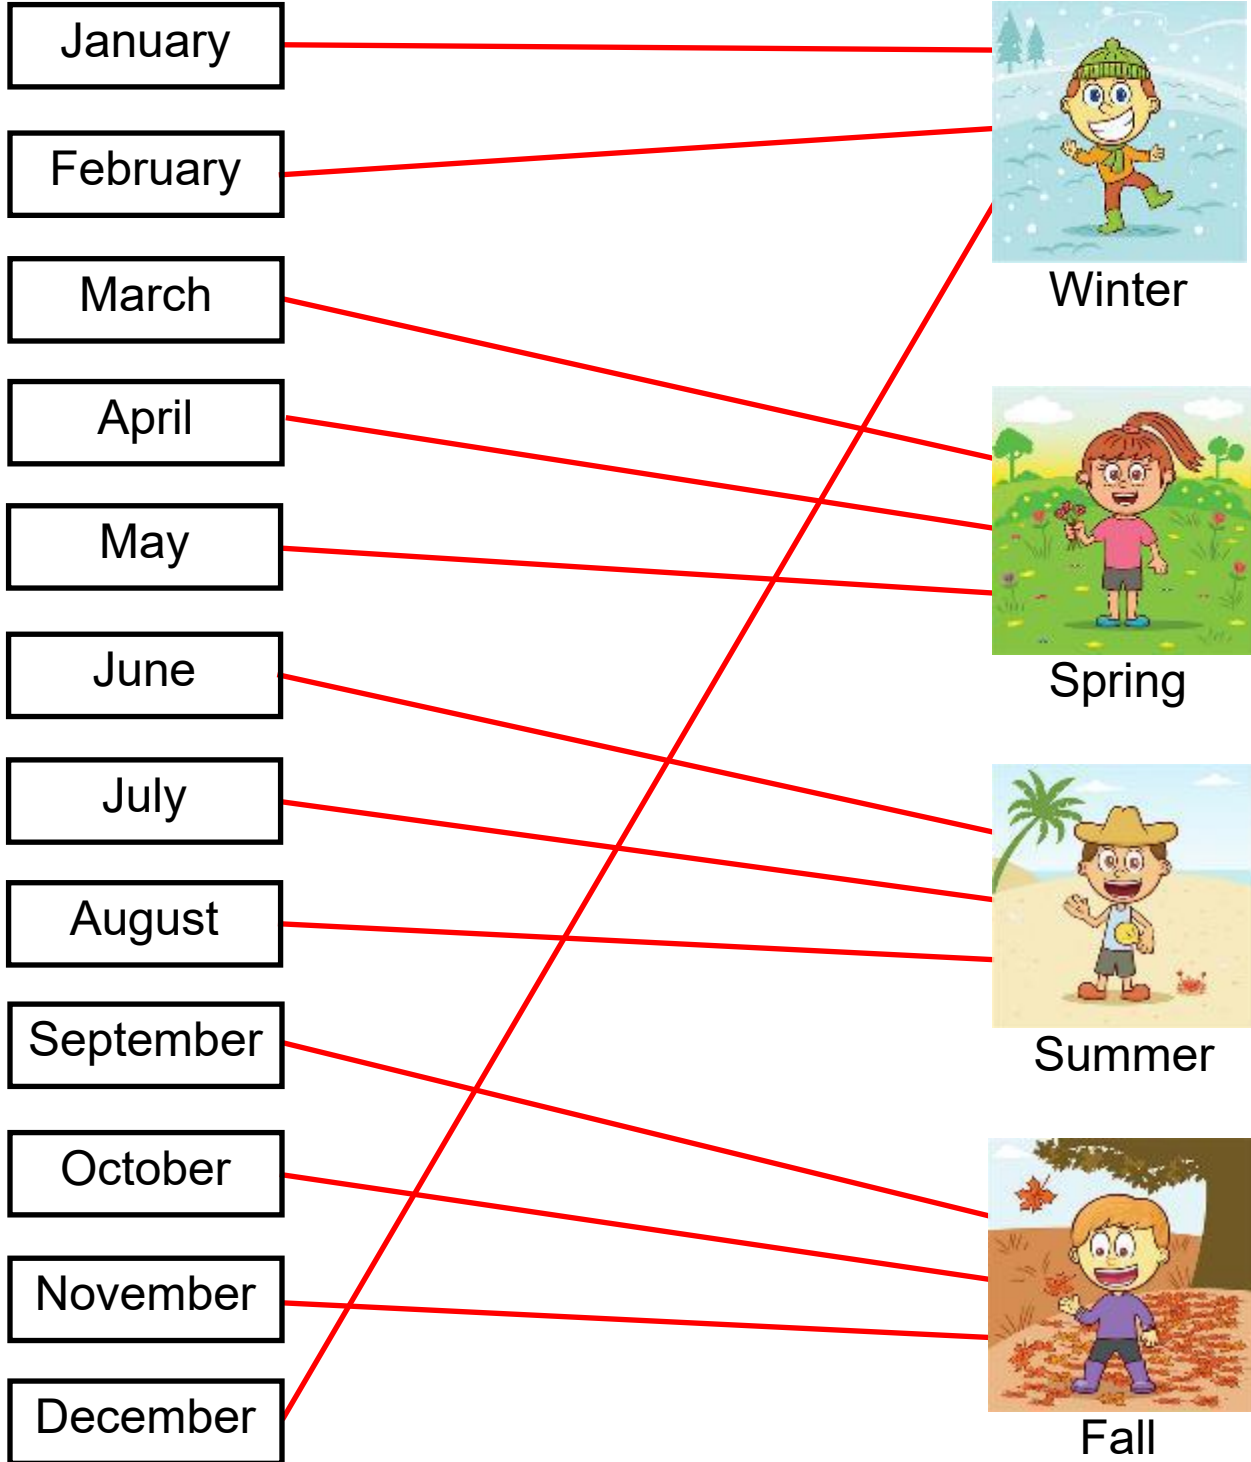 January
February
March
April
May
June
July
August
September
October
November
December
Winter
Spring
Summer
Fall